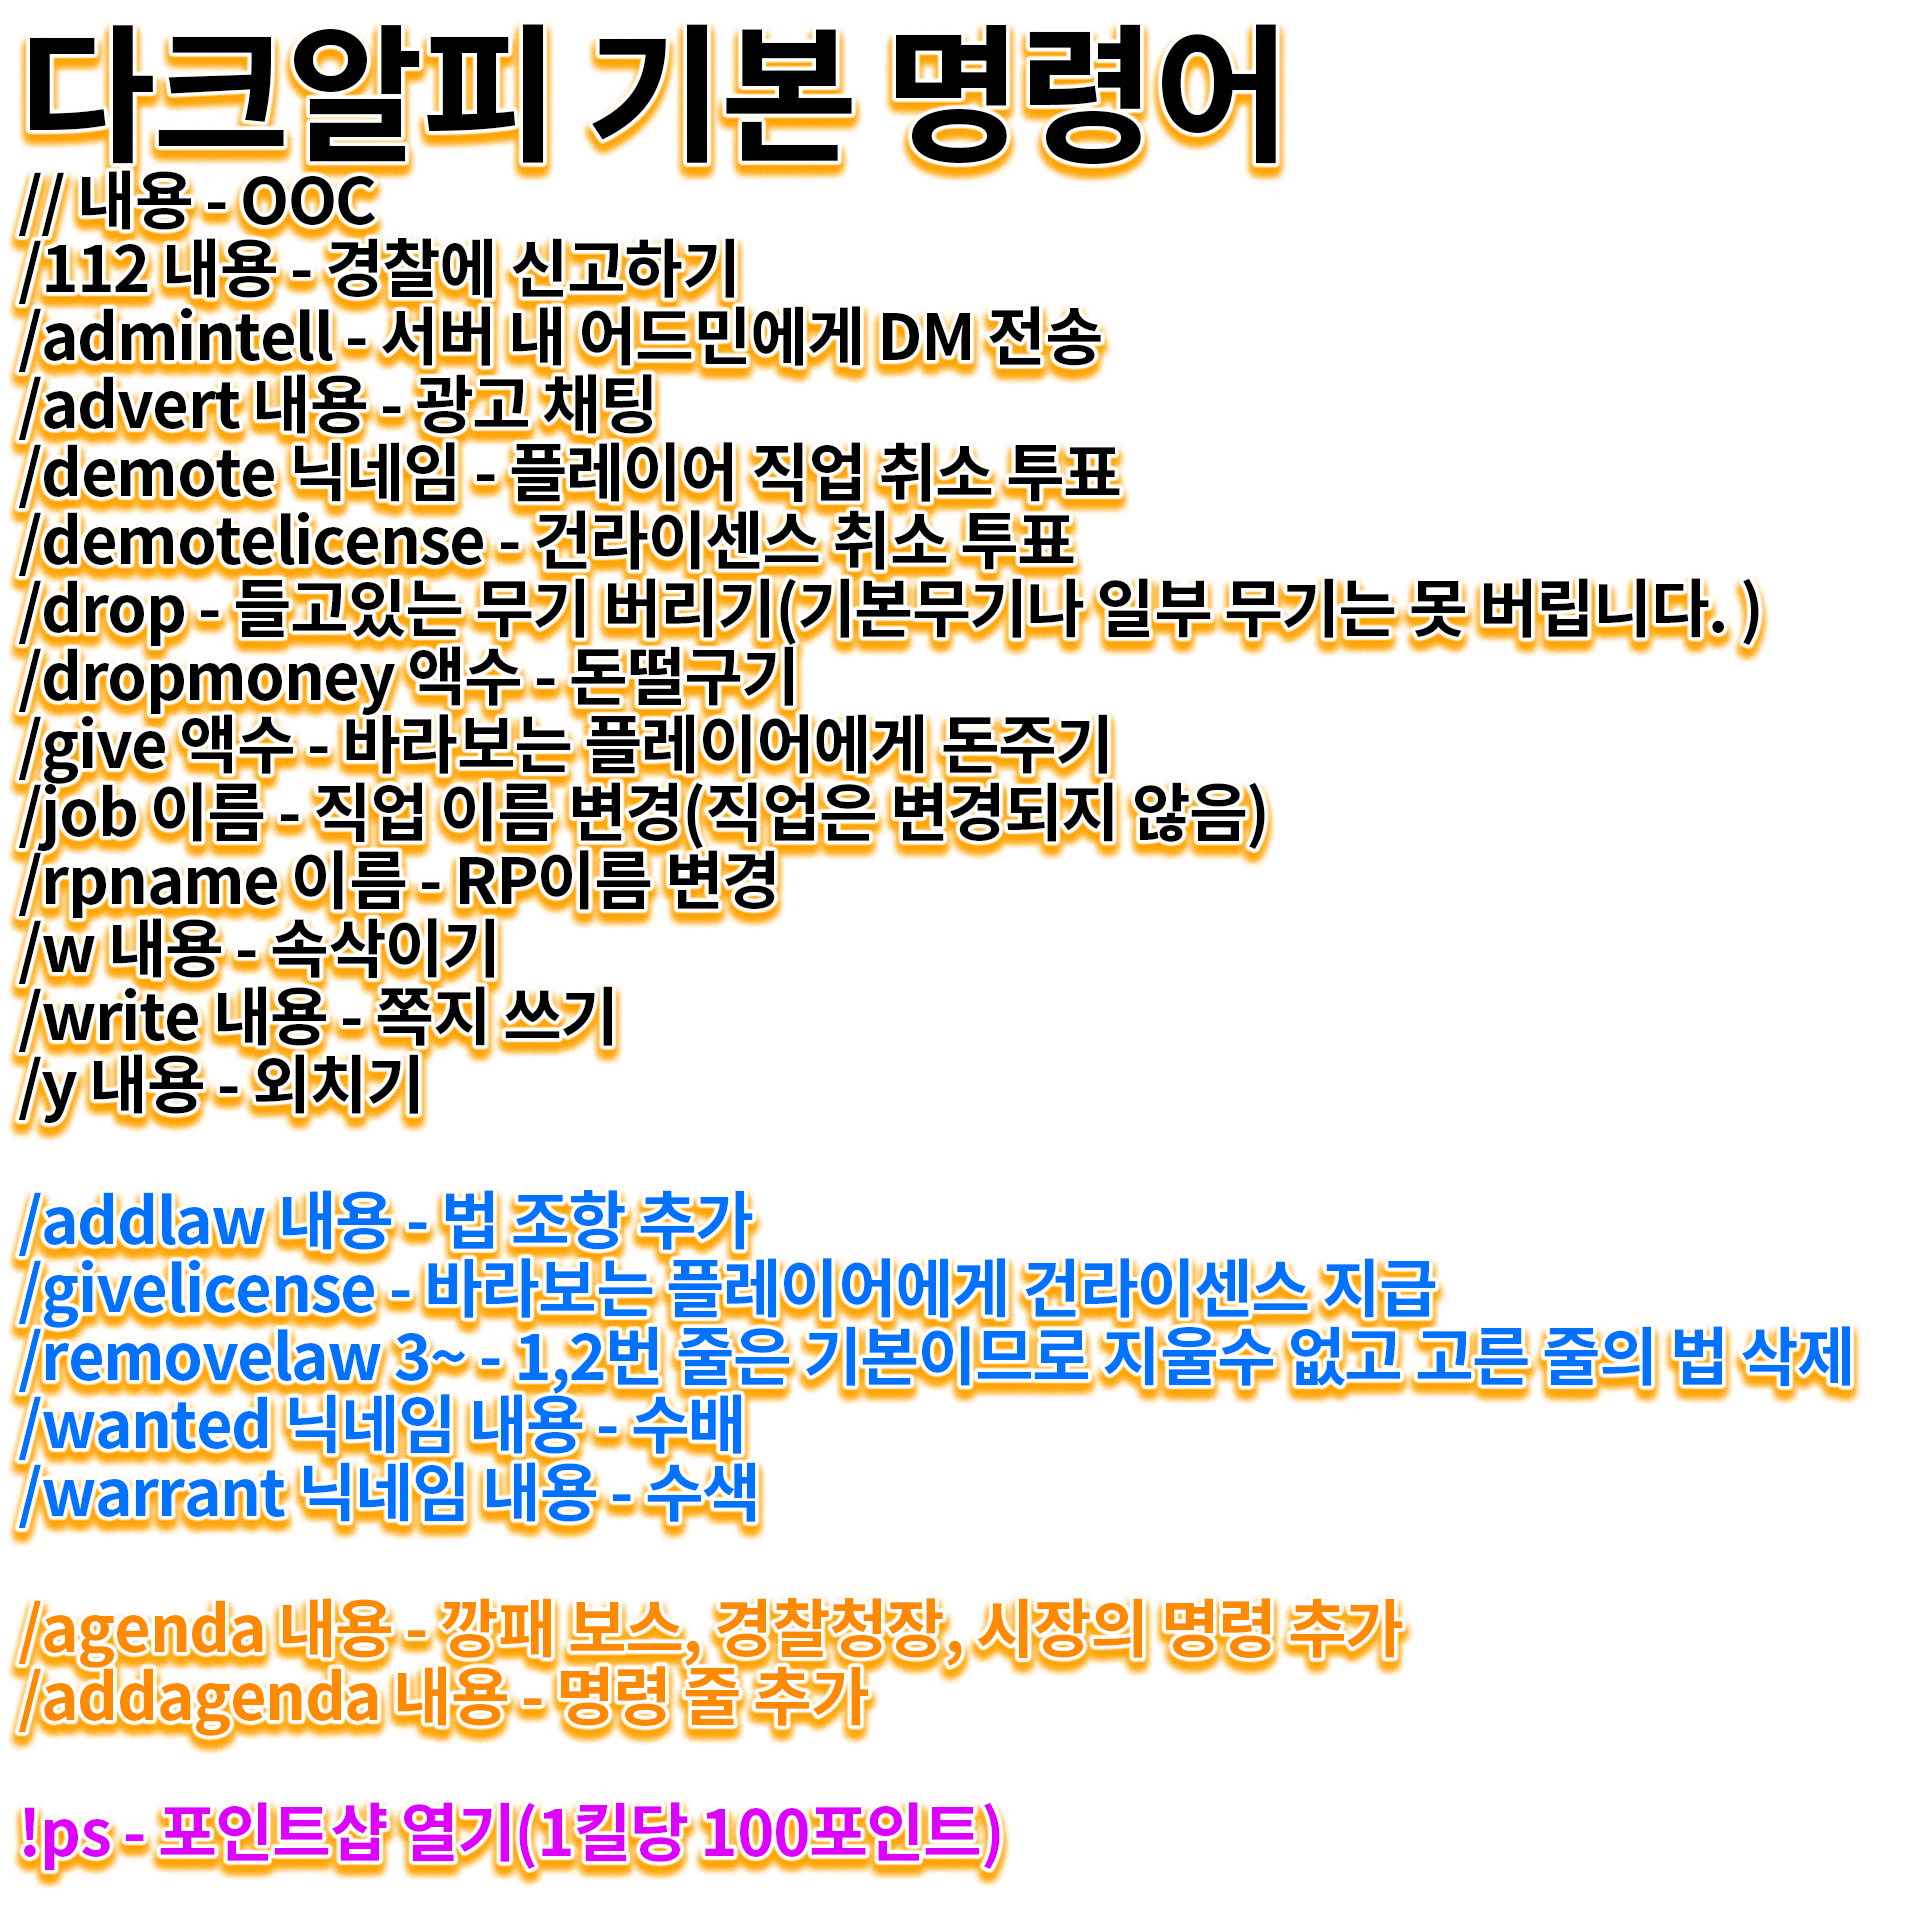 다크알피 기본 명령어
// 내용 - OOC
/112 내용 - 경찰에 신고하기
/admintell - 서버 내 어드민에게 DM 전송
/advert 내용 - 광고 채팅
/demote 닉네임 - 플레이어 직업 취소 투표
/demotelicense - 건라이센스 취소 투표
/drop - 들고있는 무기 버리기(기본무기나 일부 무기는 못 버립니다. )
/dropmoney 액수 - 돈떨구기
/give 액수 - 바라보는 플레이어에게 돈주기
/job 이름 - 직업 이름 변경(직업은 변경되지 않음)
/rpname 이름 - RP이름 변경
/w 내용 - 속삭이기
/write 내용 - 쪽지 쓰기
/y 내용 - 외치기
/addlaw 내용 - 법 조항 추가
/givelicense - 바라보는 플레이어에게 건라이센스 지급
/removelaw 3~ - 1,2번 줄은 기본이므로 지울수 없고 고른 줄의 법 삭제
/wanted 닉네임 내용 - 수배
/warrant 닉네임 내용 - 수색
/agenda 내용 - 깡패 보스, 경찰청장, 시장의 명령 추가
/addagenda 내용 - 명령 줄 추가
!ps - 포인트샵 열기(1킬당 100포인트)